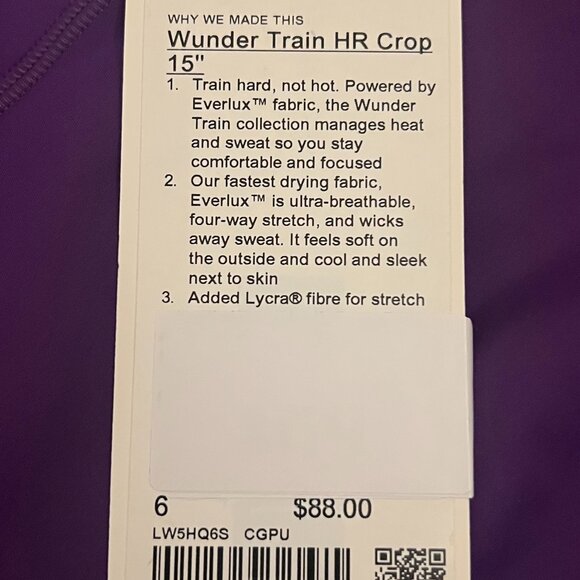 WHY WE MADE THIS
Wunder Train HR Crop
15"
1. Train hard, not hot. Powered by
Everlux™ fabric, the Wunder
Train collection manages heat
and sweat so you stay
comfortable and focused
2. Our fastest drying fabric,
Everlux™ is ultra-breathable,
four-way stretch, and wicks
away sweat. It feels soft on
the outside and cool and sleek
next to skin
3. Added Lycra® fibre for stretch
6 $88.00
LW5HQ6S CGPU